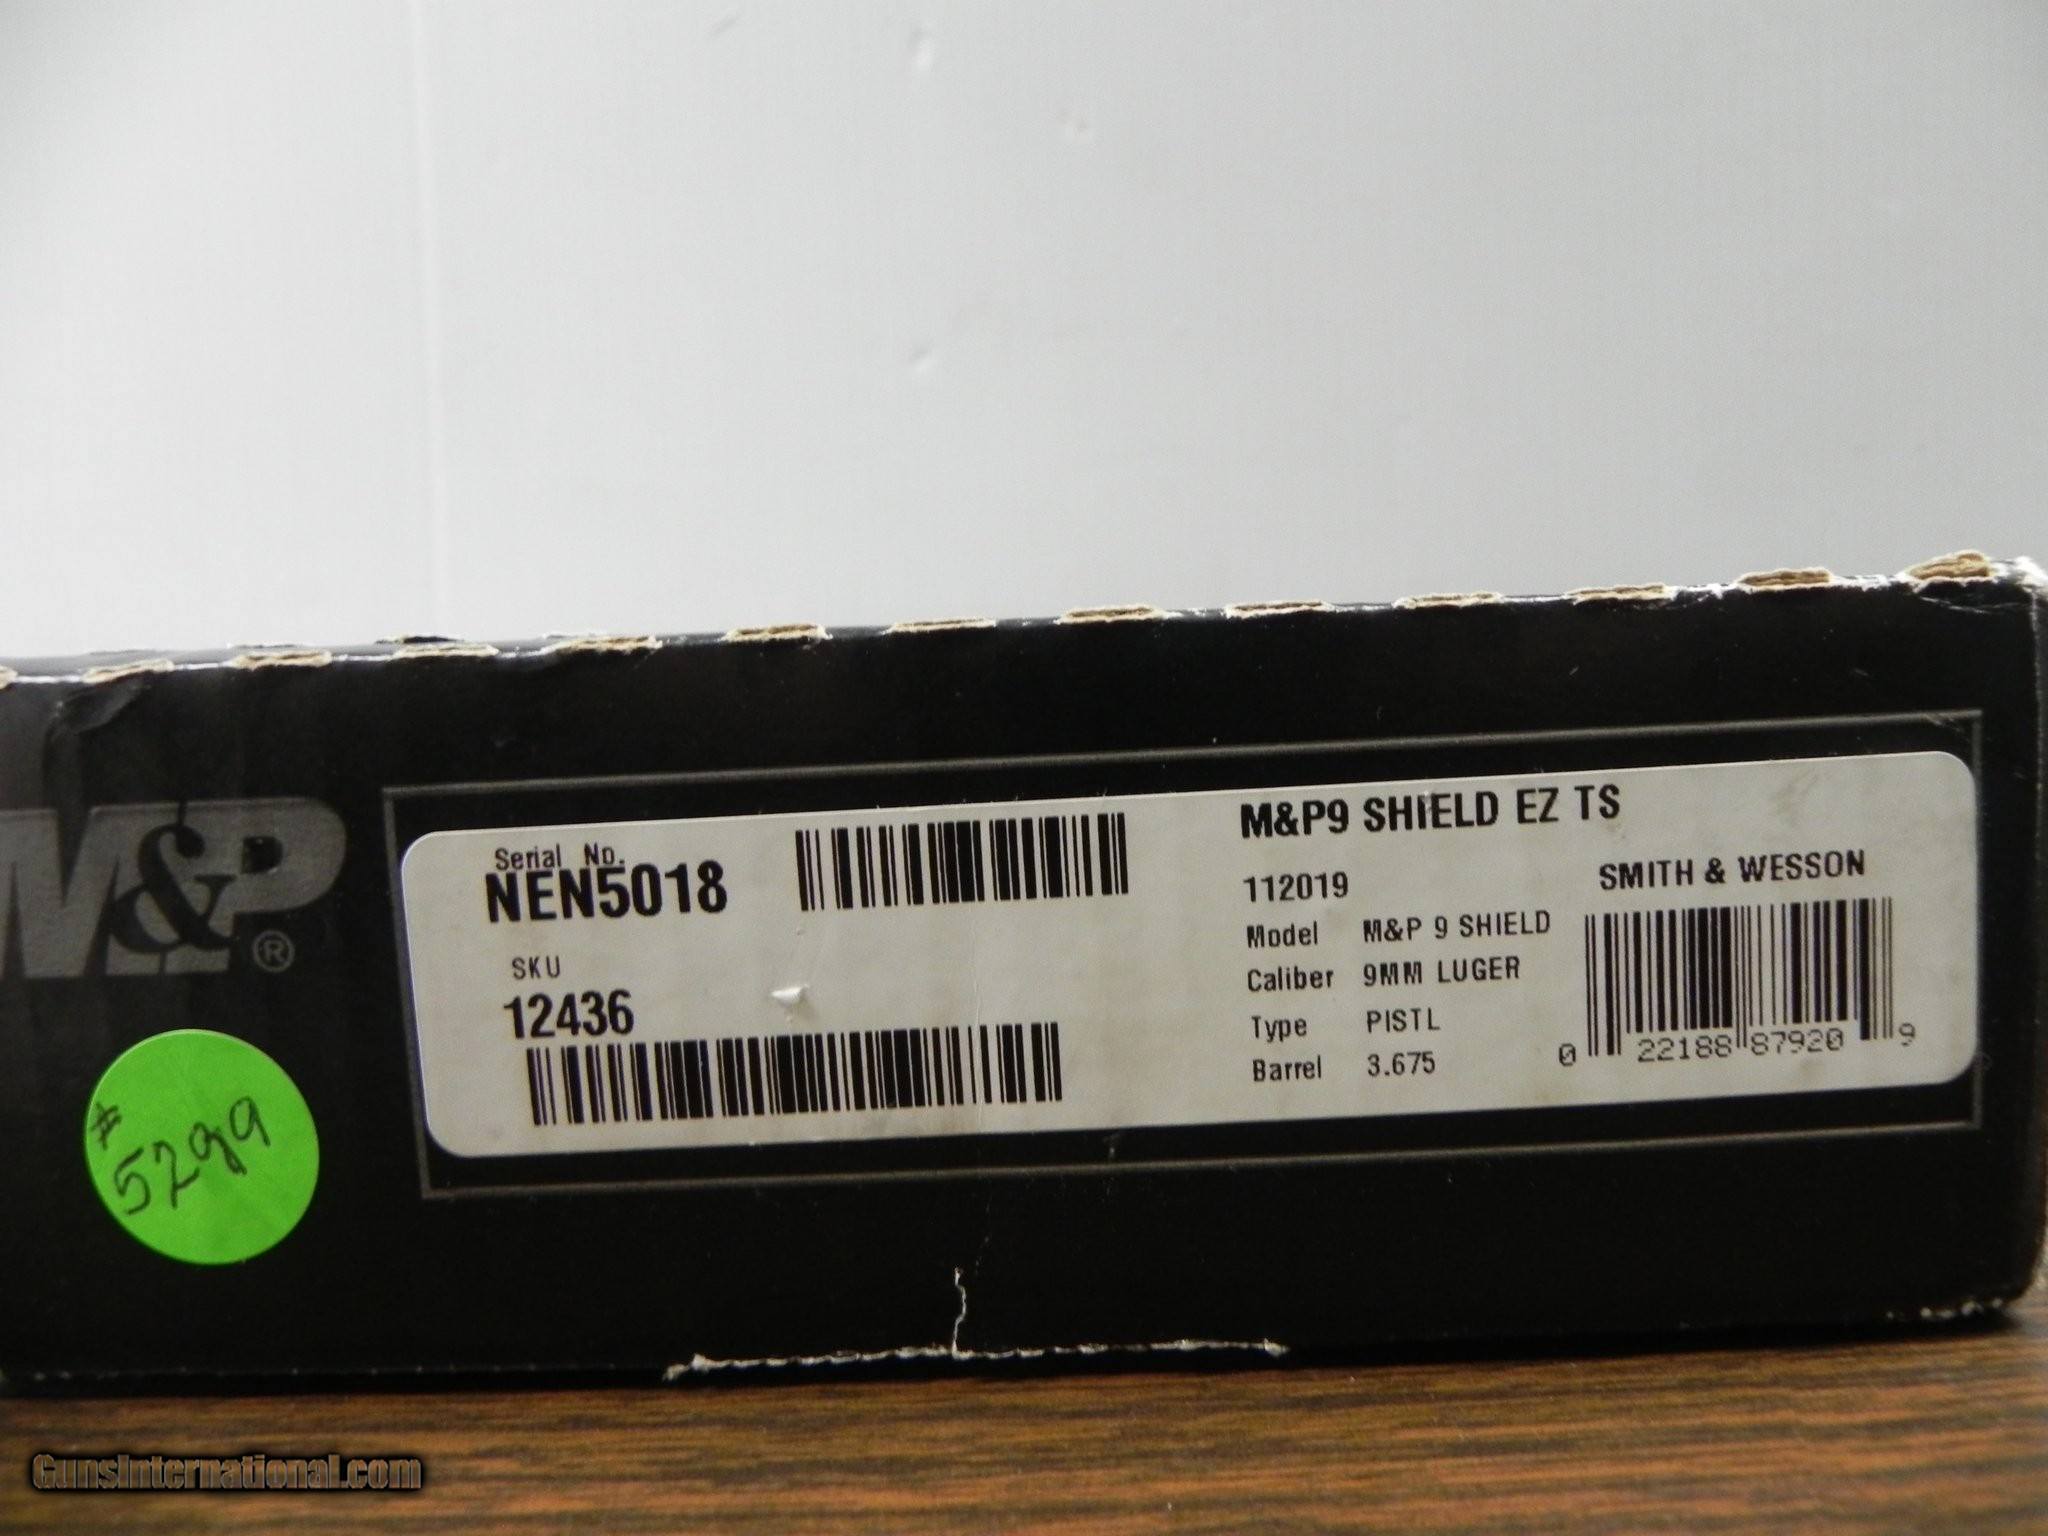 M&P®
# 5299
Serial No.
NEN5018
SKU
12436
M&P9 SHIELD EZ TS
112019
Model M&P 9 SHIELD
Caliber 9MM LUGER
Type PISTL
Barrel 3.675
SMITH & WESSON
0 22188 87920 9
GunsInternational.com